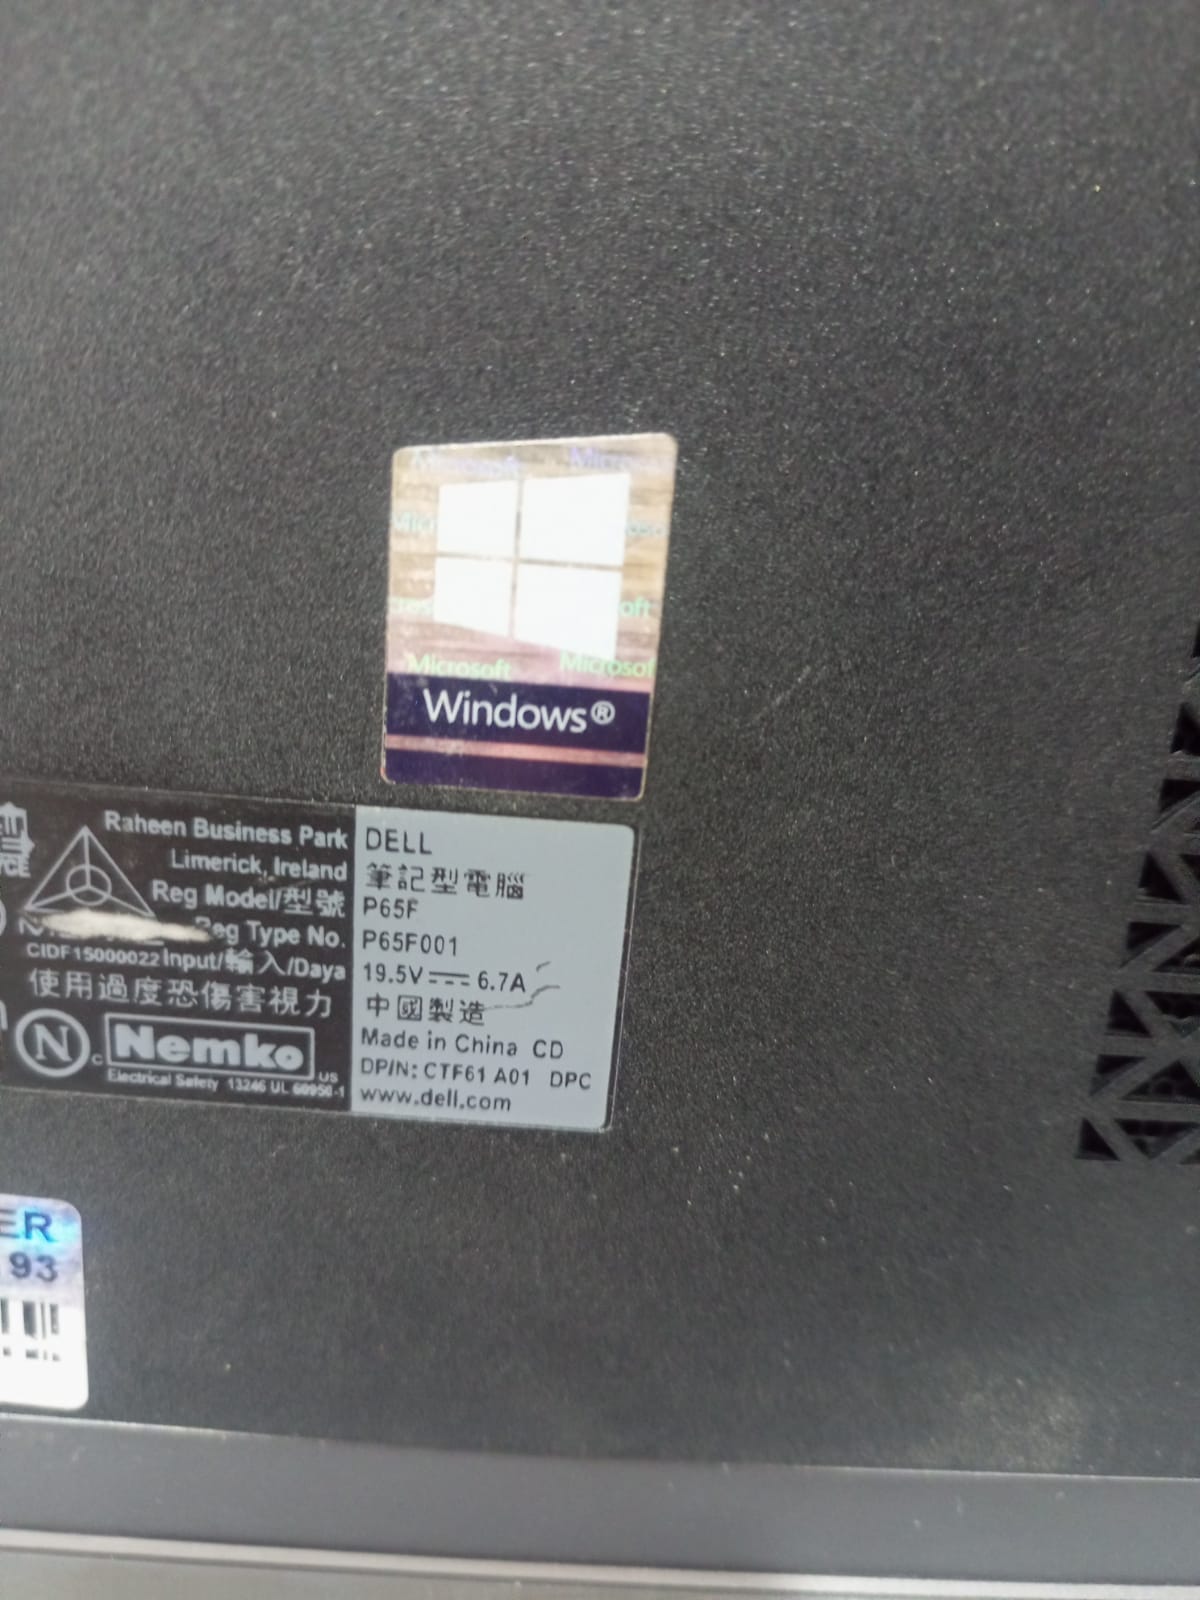 Microsoft
Microsoft
Windows®
Raheen Business Park
Limerick, Ireland
Reg Model/型號
Reg Type No.
CIDF15000022 Input/輸入/Daya
使用過度恐傷害視力
N
c Nemko US
Electrical Safety 13246 UL 60950-1
DELL
筆記型電腦
P65F
P65F001
19.5V 6.7A
中國製造
Made in China CD
DP/N: CTF61 A01 DPC
www.dell.com
ER
93